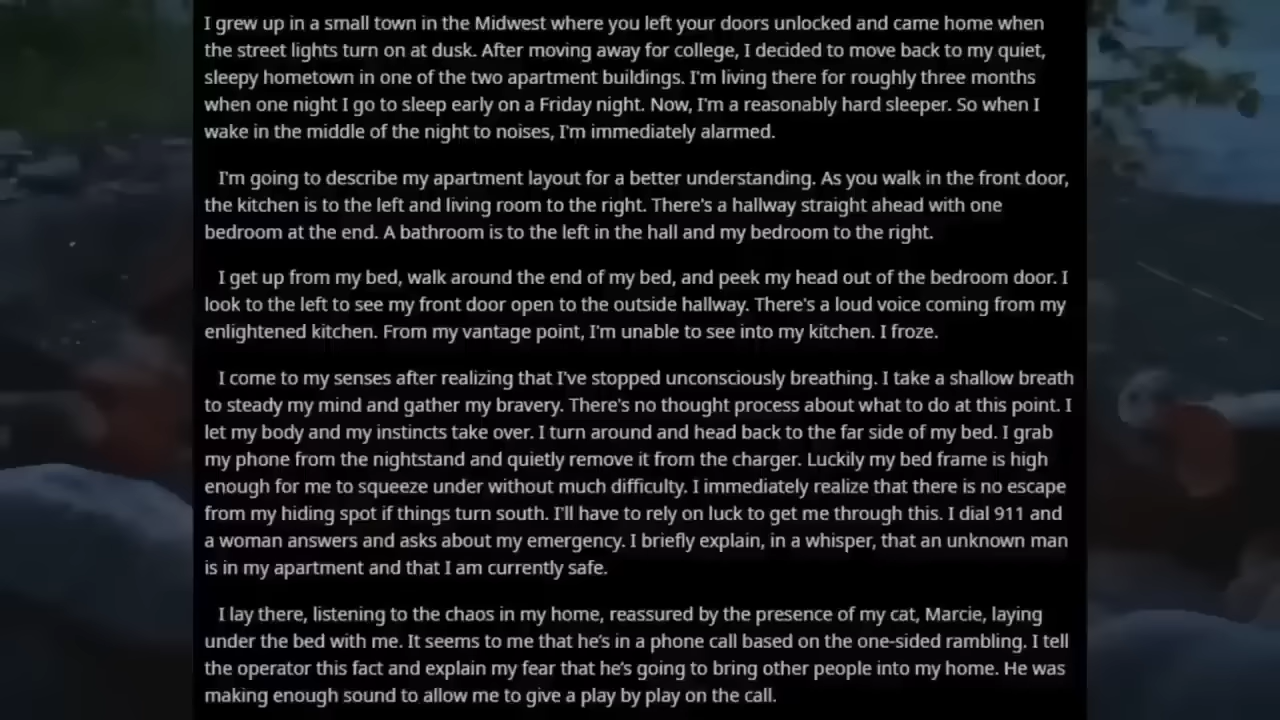 I grew up in a small town in the Midwest where you left your doors unlocked and came home when
the street lights turn on at dusk. After moving away for college, I decided to move back to my quiet,
sleepy hometown in one of the two apartment buildings. I'm living there for roughly three months
when one night I go to sleep early on a Friday night. Now, I'm a reasonably hard sleeper. So when I
wake in the middle of the night to noises, I'm immediately alarmed.
I'm going to describe my apartment layout for a better understanding. As you walk in the front door,
the kitchen is to the left and living room to the right. There's a hallway straight ahead with one
bedroom at the end. A bathroom is to the left in the hall and my bedroom to the right.
I get up from my bed, walk around the end of my bed, and peek my head out of the bedroom door. I
look to the left to see my front door open to the outside hallway. There's a loud voice coming from my
enlightened kitchen. From my vantage point, I'm unable to see into my kitchen. I froze.
I come to my senses after realizing that I've stopped unconsciously breathing. I take a shallow breath
to steady my mind and gather my bravery. There's no thought process about what to do at this point. I
let my body and my instincts take over. I turn around and head back to the far side of my bed. I grab
my phone from the nightstand and quietly remove it from the charger. Luckily my bed frame is high
enough for me to squeeze under without much difficulty. I immediately realize that there is no escape
from my hiding spot if things turn south. I'll have to rely on luck to get me through this. I dial 911 and
a woman answers and asks about my emergency. I briefly explain, in a whisper, that an unknown man
is in my apartment and that I am currently safe.
I lay there, listening to the chaos in my home, reassured by the presence of my cat, Marcie, laying
under the bed with me. It seems to me that he's in a phone call based on the one-sided rambling. I tell
the operator this fact and explain my fear that he's going to bring other people into my home. He was
making enough sound to allow me to give a play by play on the call.